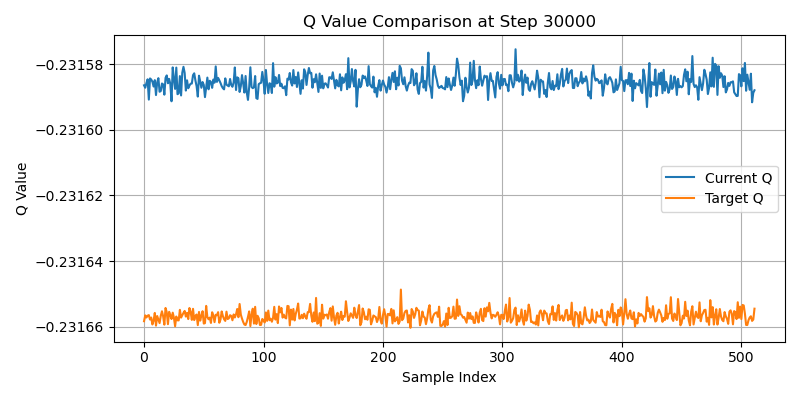 Q Value Comparison at Step 30000
Q Value
−0.23158
−0.23160
−0.23162
−0.23164
−0.23166
Current Q
Target Q
0 100 200 300 400 500
Sample Index